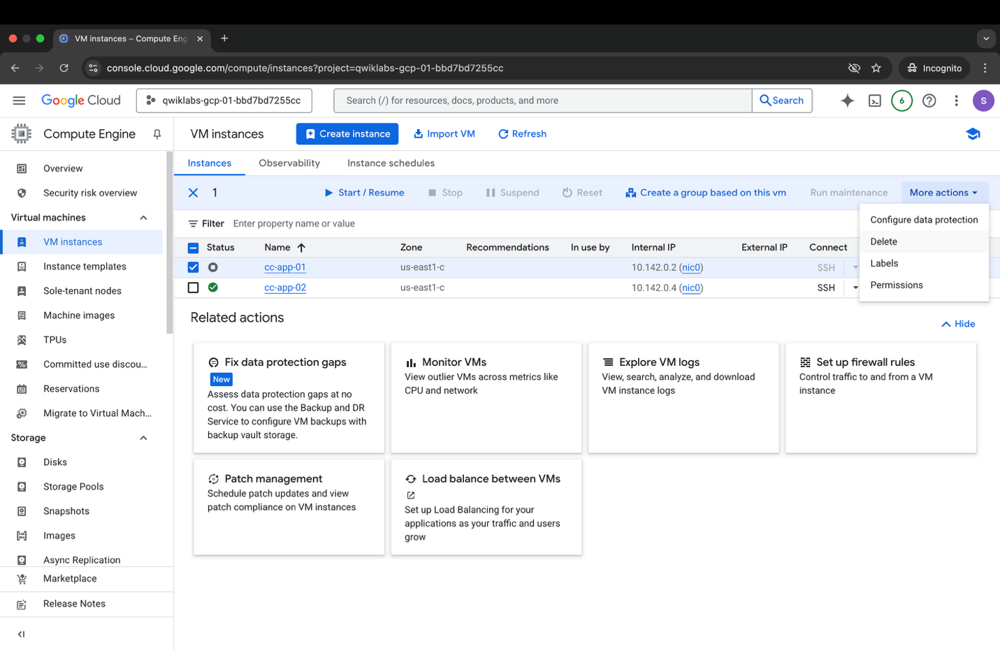 VM instances – Compute Eng
console.cloud.google.com/compute/instances?project=qwiklabs-gcp-01-bbd7bd7255cc
Incognito
Google Cloud
qwiklabs-gcp-01-bbd7bd7255cc
Search (/) for resources, docs, products, and more
Search
6
S
Compute Engine
VM instances
Create instance
Import VM
Refresh
Overview
Security risk overview
Virtual machines
VM instances
Instance templates
Sole-tenant nodes
Machine images
TPUs
Committed use discou...
Reservations
Migrate to Virtual Mach...
Storage
Disks
Storage Pools
Snapshots
Images
Async Replication
Marketplace
Release Notes
Instances
Observability
Instance schedules
1
Start / Resume
Stop
Suspend
Reset
Create a group based on this vm
Run maintenance
More actions
Configure data protection
Delete
Labels
Permissions
Filter Enter property name or value
Status Name Zone Recommendations In use by Internal IP External IP Connect
cc-app-01 us-east1-c 10.142.0.2 (nic0) SSH
cc-app-02 us-east1-c 10.142.0.4 (nic0) SSH
Related actions
Hide
Fix data protection gaps
New
Assess data protection gaps at no
cost. You can use the Backup and DR
Service to configure VM backups with
backup vault storage.
Monitor VMs
View outlier VMs across metrics like
CPU and network
Explore VM logs
View, search, analyze, and download
VM instance logs
Set up firewall rules
Control traffic to and from a VM
instance
Patch management
Schedule patch updates and view
patch compliance on VM instances
Load balance between VMs
Set up Load Balancing for your
applications as your traffic and users
grow